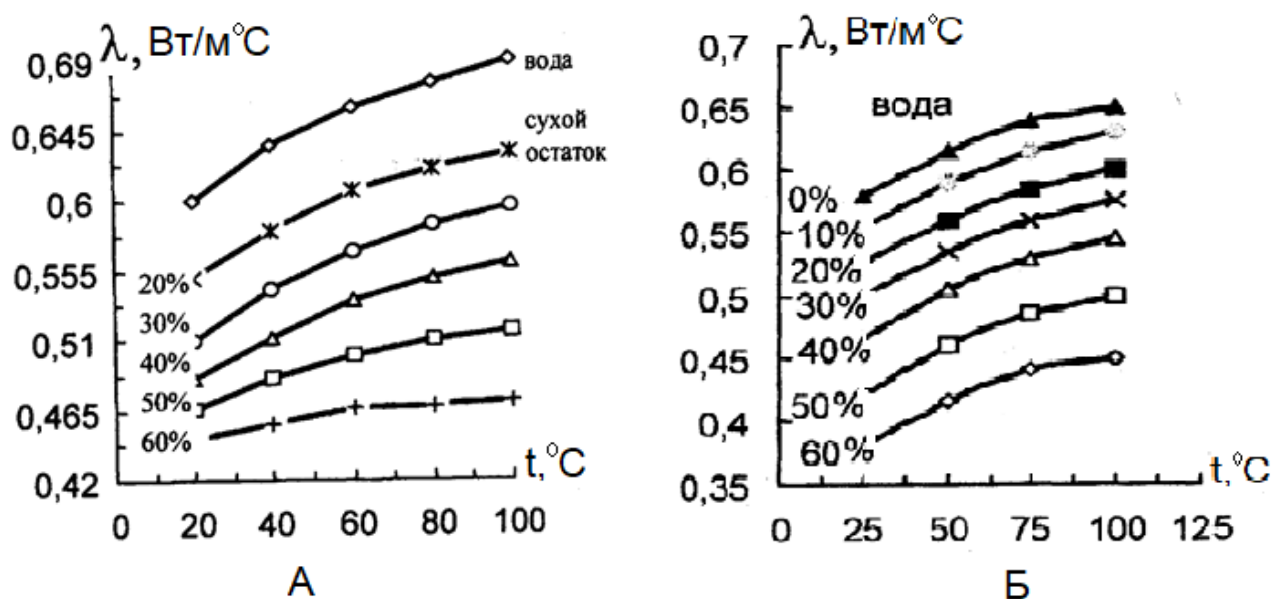 λ, Вт/м°С
0,69
0,645
0,6
0,555
0,51
0,465
0,42
вода
сухой
остаток
20%
30%
40%
50%
60%
0 20 40 60 80 100
t,°С
А
λ, Вт/м°С
0,7
0,65
0,6
0,55
0,5
0,45
0,4
0,35
вода
0%
10%
20%
30%
40%
50%
60%
0 25 50 75 100 125
t,°С
Б